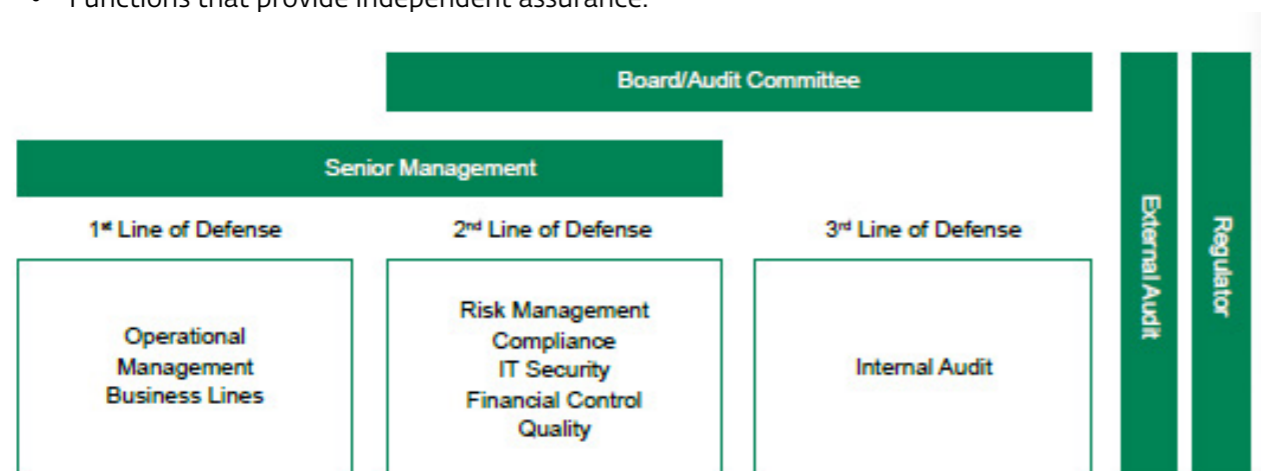 • Functions that provide independent assurance.
Board/Audit Committee
Senior Management
1st Line of Defense
2nd Line of Defense
3rd Line of Defense
Operational
Management
Business Lines
Risk Management
Compliance
IT Security
Financial Control
Quality
Internal Audit
External Audit
Regulator